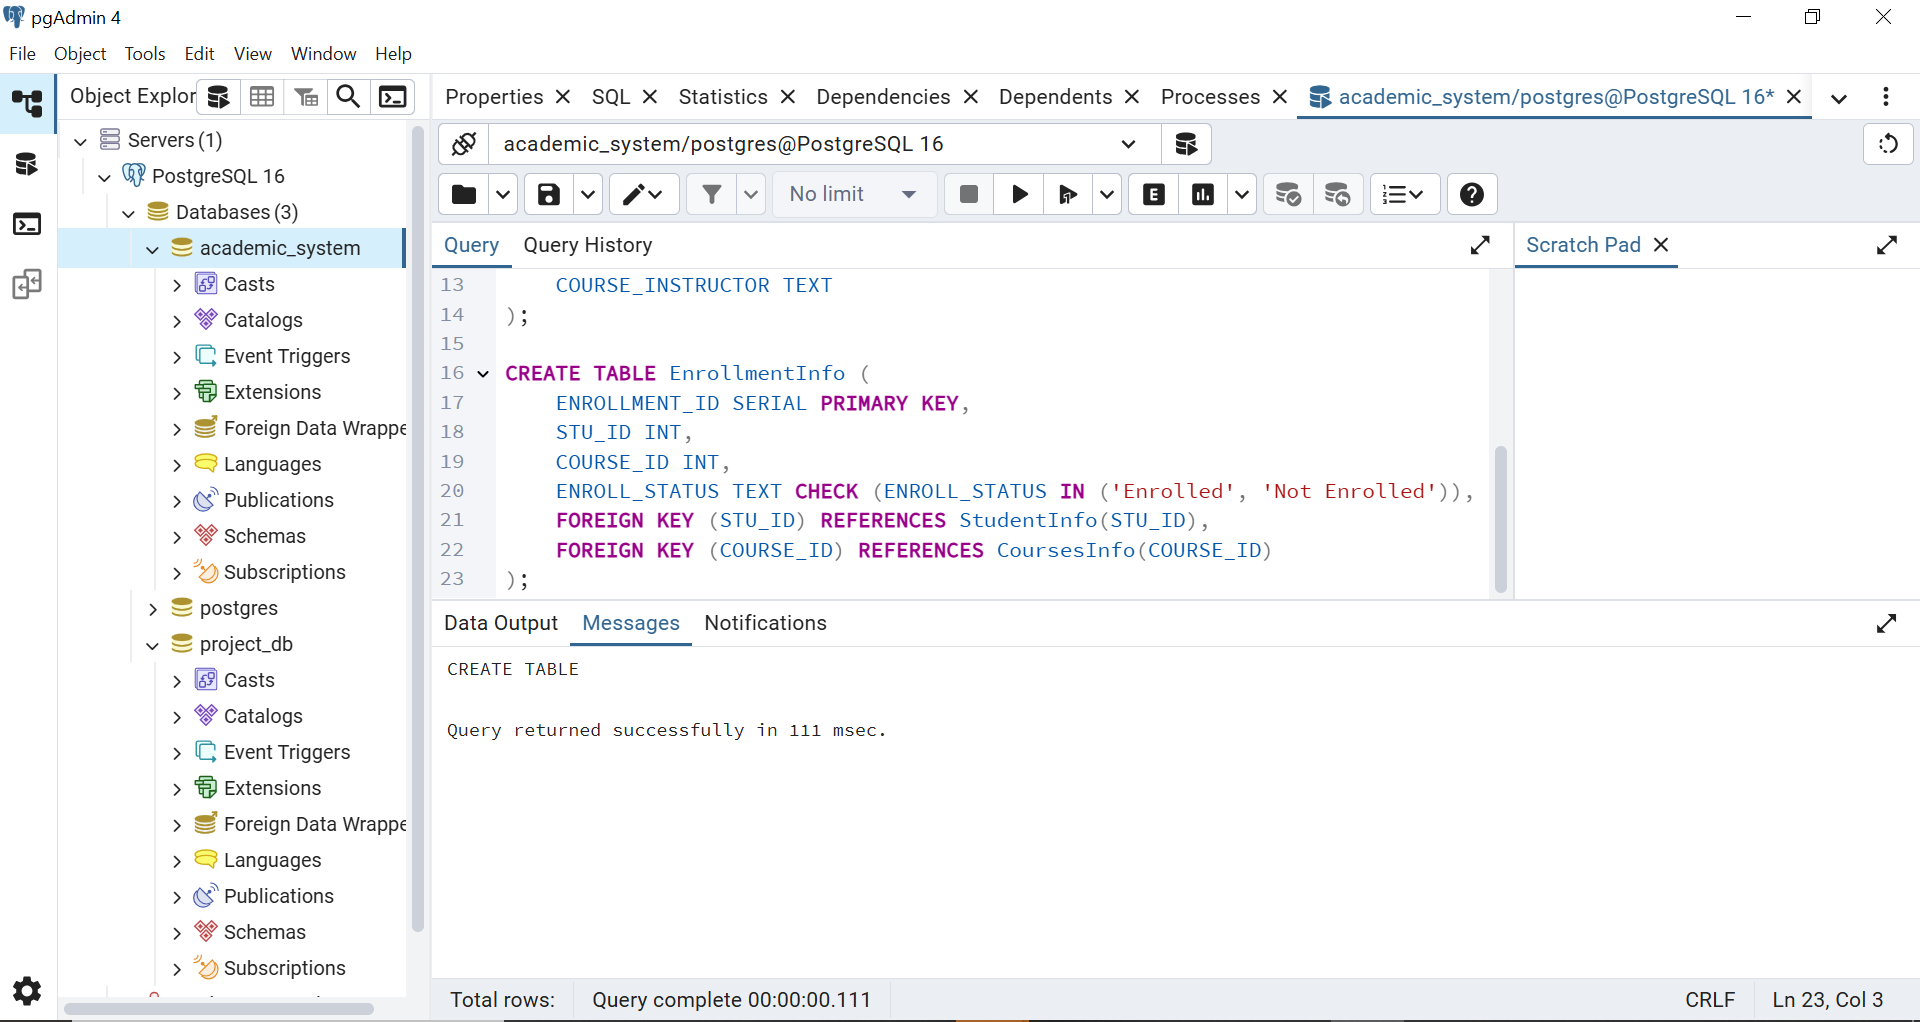 pgAdmin 4
File Object Tools Edit View Window Help
Object Explor
Properties SQL Statistics Dependencies Dependents Processes academic_system/postgres@PostgreSQL 16*
Servers (1)
PostgreSQL 16
Databases (3)
academic_system
Casts
Catalogs
Event Triggers
Extensions
Foreign Data Wrappe
Languages
Publications
Schemas
Subscriptions
postgres
project_db
Casts
Catalogs
Event Triggers
Extensions
Foreign Data Wrappe
Languages
Publications
Schemas
Subscriptions
academic_system/postgres@PostgreSQL 16
No limit
E
Query Query History
Scratch Pad
13 COURSE_INSTRUCTOR TEXT
14 );
15
16 CREATE TABLE EnrollmentInfo (
17 ENROLLMENT_ID SERIAL PRIMARY KEY,
18 STU_ID INT,
19 COURSE_ID INT,
20 ENROLL_STATUS TEXT CHECK (ENROLL_STATUS IN ('Enrolled', 'Not Enrolled')),
21 FOREIGN KEY (STU_ID) REFERENCES StudentInfo(STU_ID),
22 FOREIGN KEY (COURSE_ID) REFERENCES CoursesInfo(COURSE_ID)
23 );
Data Output Messages Notifications
CREATE TABLE
Query returned successfully in 111 msec.
Total rows: Query complete 00:00:00.111 CRLF Ln 23, Col 3